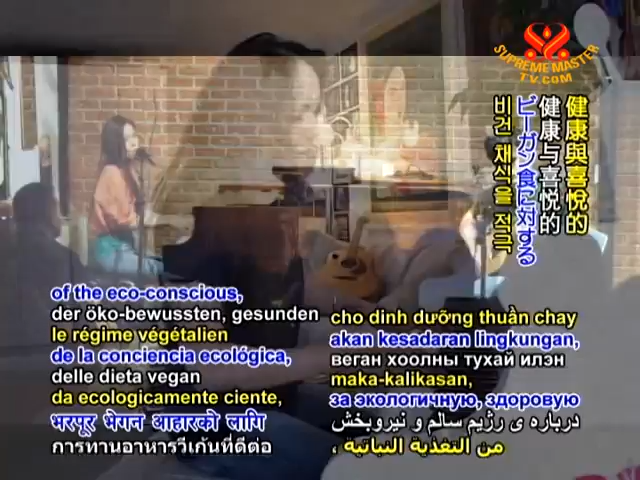 SUPREME MASTER
TV.COM
健康與喜悅的
健康与喜悦的
ビーガン食に対する
비건 채식을 적극
of the eco-conscious,
der öko-bewussten, gesunden
le régime végétalien
de la conciencia ecológica,
delle dieta vegan
da ecologicamente ciente,
भरपूर भेगन आहारको लागि
การทานอาหารวีเก้นที่ดีต่อ
cho dinh dưỡng thuần chay
akan kesadaran lingkungan,
веган хоолны тухай илэн
maka-kalikasan,
за экологичную, здоровую
درباره ی رژیم سالم و نیروبخش
من التغذية النباتية ،